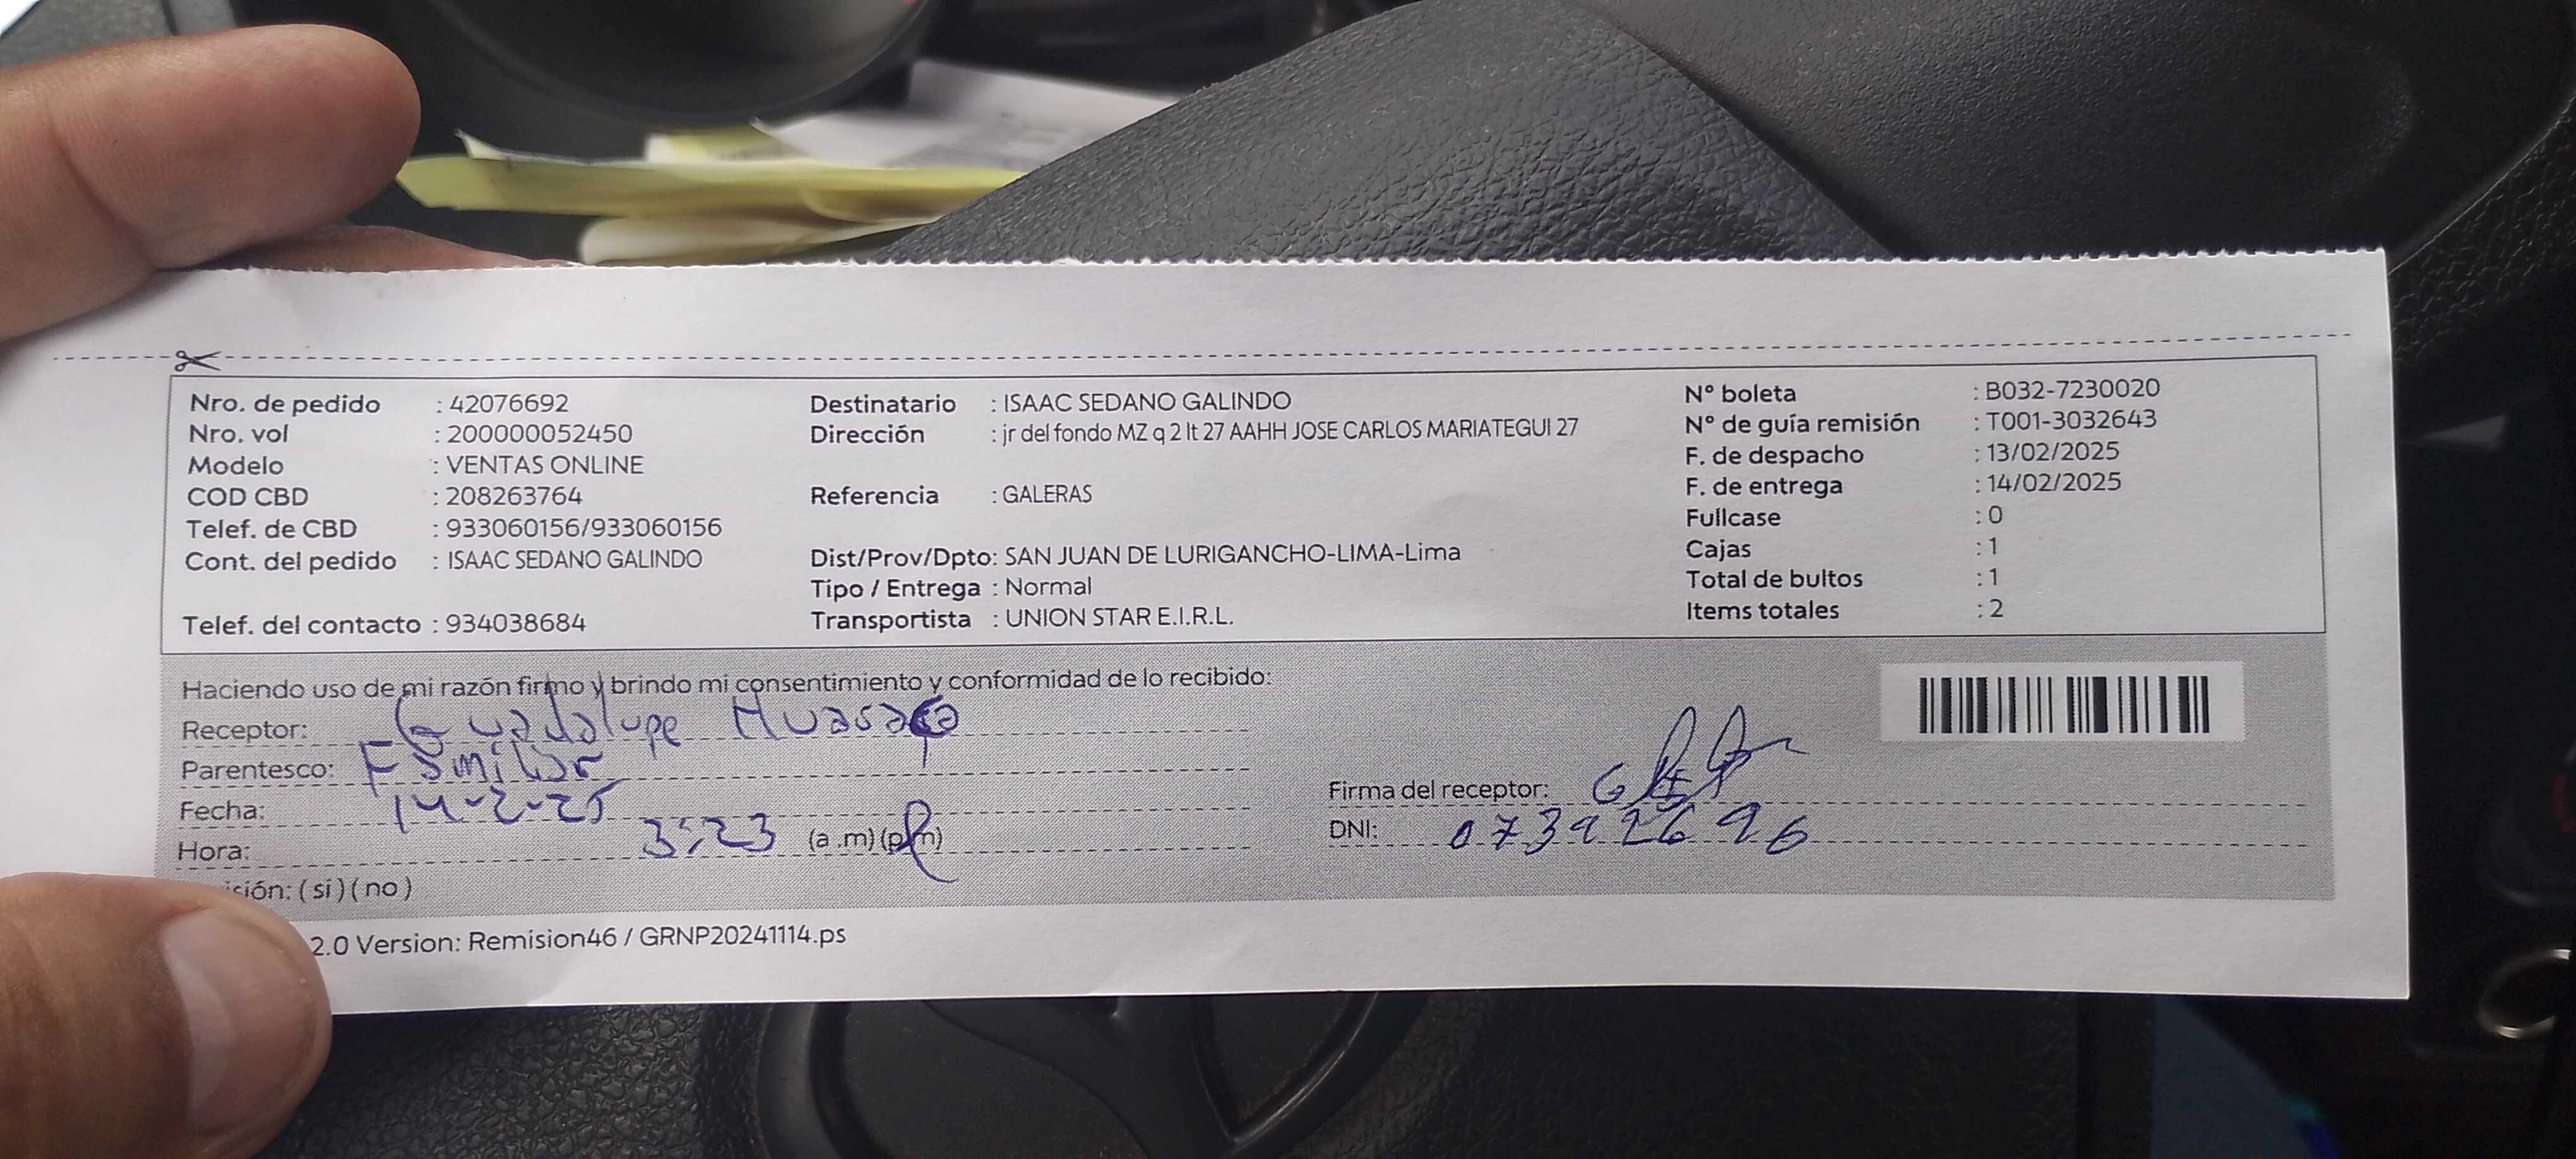 Nro. de pedido : 42076692
Nro. vol : 200000052450
Modelo : VENTAS ONLINE
COD CBD : 208263764
Telef. de CBD : 933060156/933060156
Cont. del pedido : ISAAC SEDANO GALINDO
Telef. del contacto : 934038684
Destinatario : ISAAC SEDANO GALINDO
Dirección : jr del fondo MZ q 2 lt 27 AAHH JOSE CARLOS MARIATEGUI 27
Referencia : GALERAS
Dist/Prov/Dpto: SAN JUAN DE LURIGANCHO-LIMA-Lima
Tipo / Entrega : Normal
Transportista : UNION STAR E.I.R.L.
N° boleta : B032-7230020
N° de guía remisión : T001-3032643
F. de despacho : 13/02/2025
F. de entrega : 14/02/2025
Fullcase : 0
Cajas : 1
Total de bultos : 1
Items totales : 2
Haciendo uso de mi razón firmo y brindo mi consentimiento y conformidad de lo recibido:
Receptor: Guadalupe
Parentesco: Familiar
Fecha: 14-2-25
Hora: 3:23 (a.m) (p.m)
(si) (no)
Firma del receptor:
DNI: 07392696
2.0 Version: Remision46 / GRNP20241114.ps